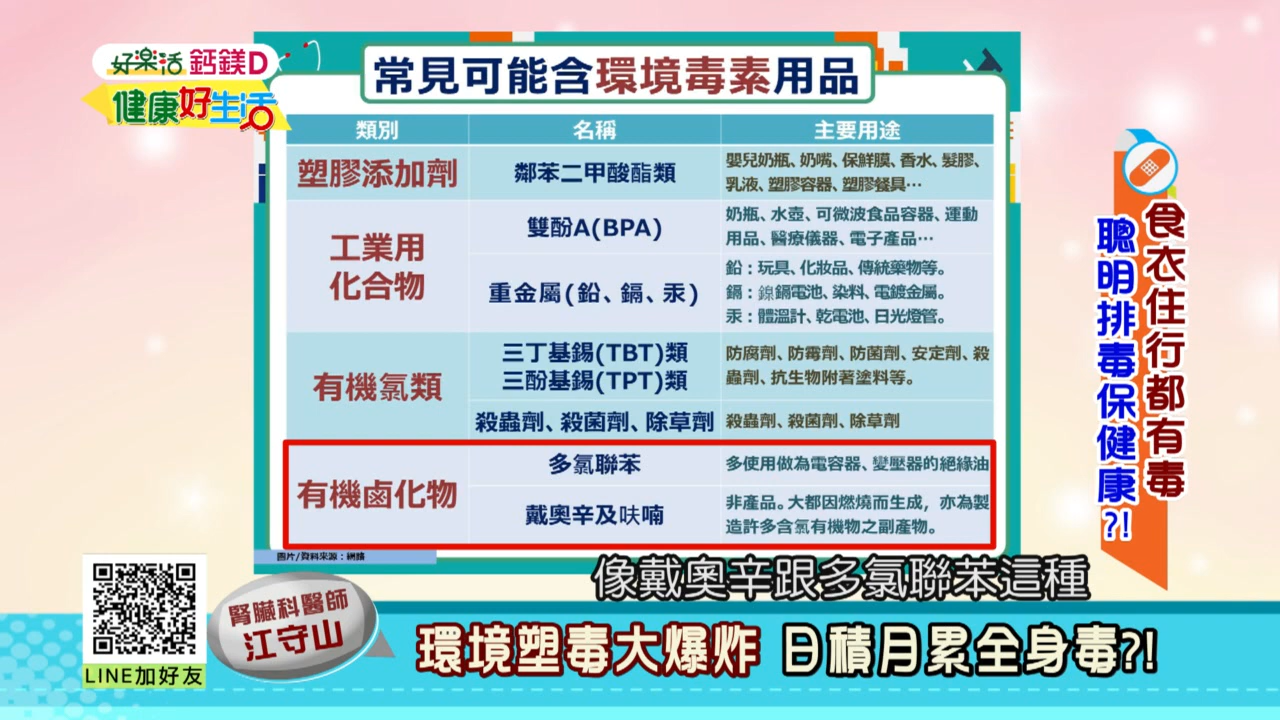 好樂活 鈣鎂D
健康好生活
常見可能含環境毒素用品
類別 名稱 主要用途
塑膠添加劑 鄰苯二甲酸酯類 嬰兒奶瓶、奶嘴、保鮮膜、香水、髮膠、
乳液、塑膠容器、塑膠餐具…
工業用
化合物
雙酚A(BPA) 奶瓶、水壺、可微波食品容器、運動
用品、醫療儀器、電子產品…
重金屬(鉛、鎘、汞) 鉛：玩具、化妝品、傳統藥物等。
鎘：鎳鎘電池、染料、電鍍金屬。
汞：體溫計、乾電池、日光燈管。
有機氯類
三丁基錫(TBT)類
三酚基錫(TPT)類
防腐劑、防霉劑、防菌劑、安定劑、殺
蟲劑、抗生物附著塗料等。
殺蟲劑、殺菌劑、除草劑 殺蟲劑、殺菌劑、除草劑
有機鹵化物
多氯聯苯 多使用做為電容器、變壓器的絕緣油
戴奧辛及呋喃 非產品。大都因燃燒而生成，亦為製
造許多含氯有機物之副產物。
圖片/資料來源：網路
食衣住行都有毒
聰明排毒保健康?!
像戴奧辛跟多氯聯苯這種
腎臟科醫師
江守山
環境塑毒大爆炸 日積月累全身毒?!
LINE加好友